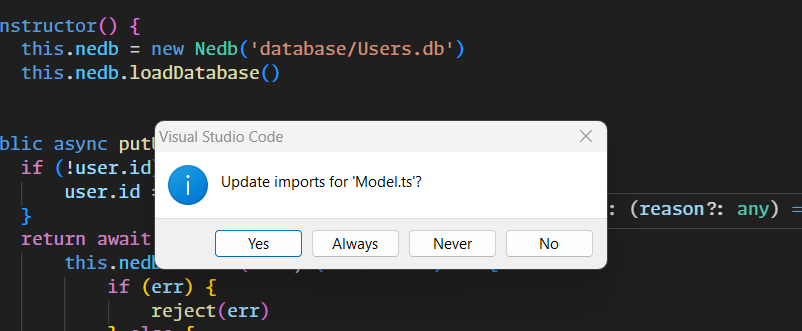 nstructor() {
this.nedb = new Nedb('database/Users.db')
this.nedb.loadDatabase()
blic async put
Visual Studio Code
if (!user.id)
Update imports for 'Model.ts'?
user.id =
: (reason?: any) =
}
return await
Yes
Always
Never
No
this.nedb
if (err) {
reject(err)
} else {